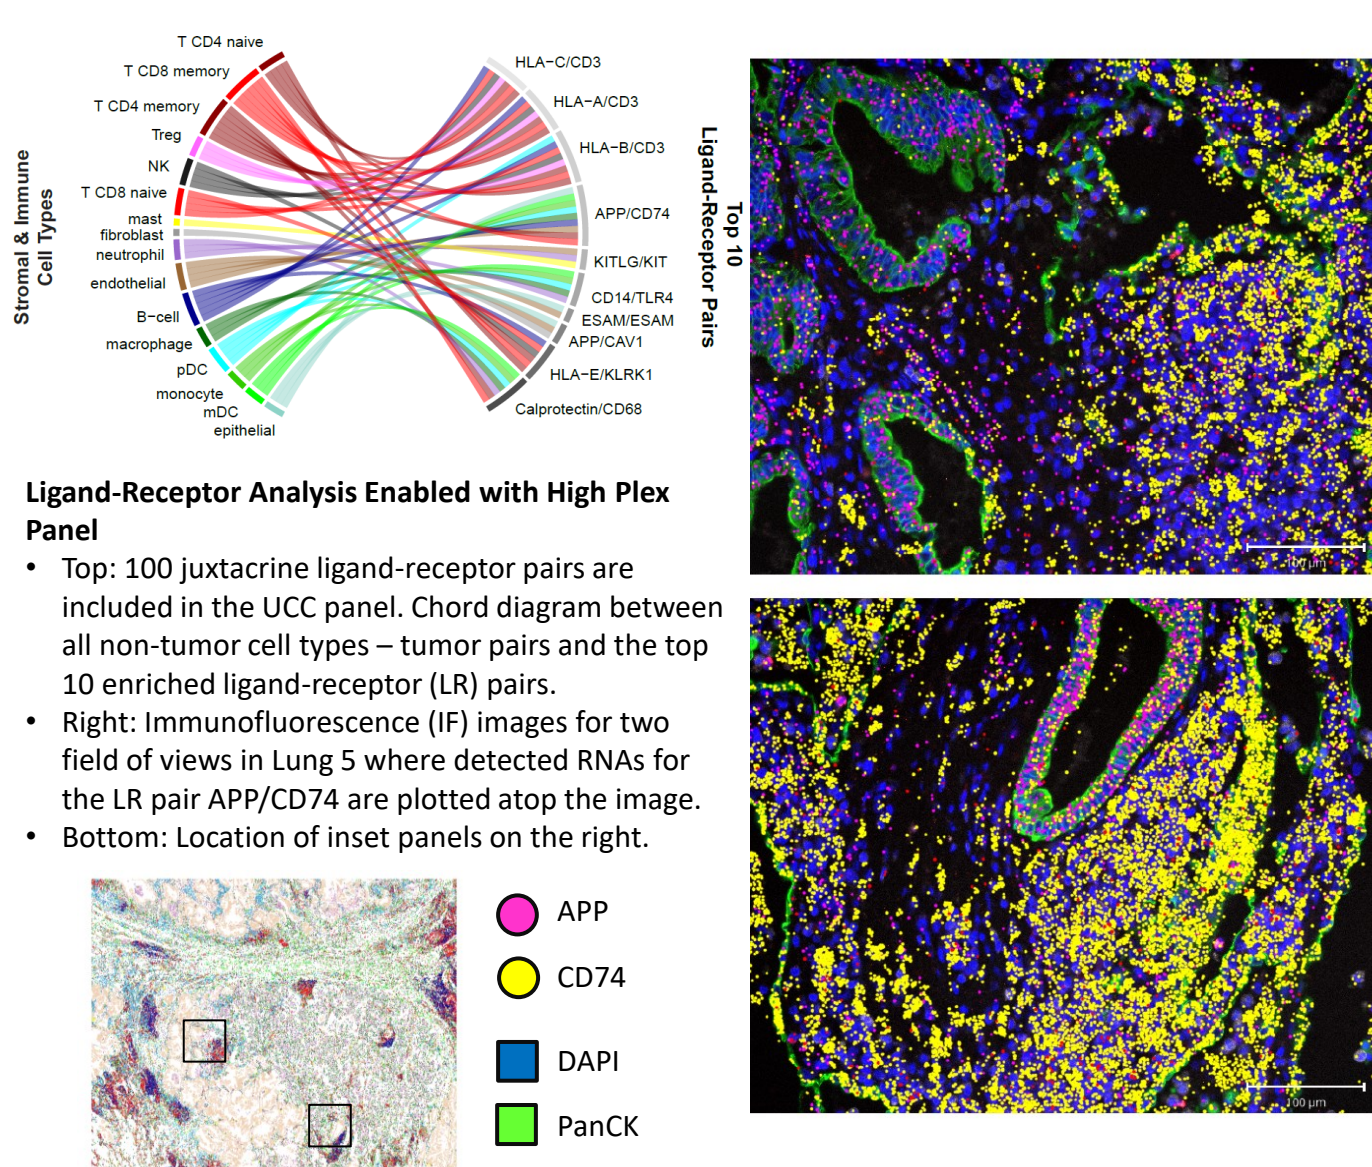 T CD4 naive
T CD8 memory
T CD4 memory
Treg
NK
T CD8 naive
mast
fibroblast
neutrophil
endothelial
B−cell
macrophage
pDC
monocyte
mDC
epithelial
Stromal & Immune
Cell Types
HLA−C/CD3
HLA−A/CD3
HLA−B/CD3
APP/CD74
KITLG/KIT
CD14/TLR4
ESAM/ESAM
APP/CAV1
HLA−E/KLRK1
Calprotectin/CD68
Top 10
Ligand-Receptor Pairs
Ligand-Receptor Analysis Enabled with High Plex
Panel
• Top: 100 juxtacrine ligand-receptor pairs are
included in the UCC panel. Chord diagram between
all non-tumor cell types – tumor pairs and the top
10 enriched ligand-receptor (LR) pairs.
• Right: Immunofluorescence (IF) images for two
field of views in Lung 5 where detected RNAs for
the LR pair APP/CD74 are plotted atop the image.
• Bottom: Location of inset panels on the right.
APP
CD74
DAPI
PanCK
100 µm
100 µm